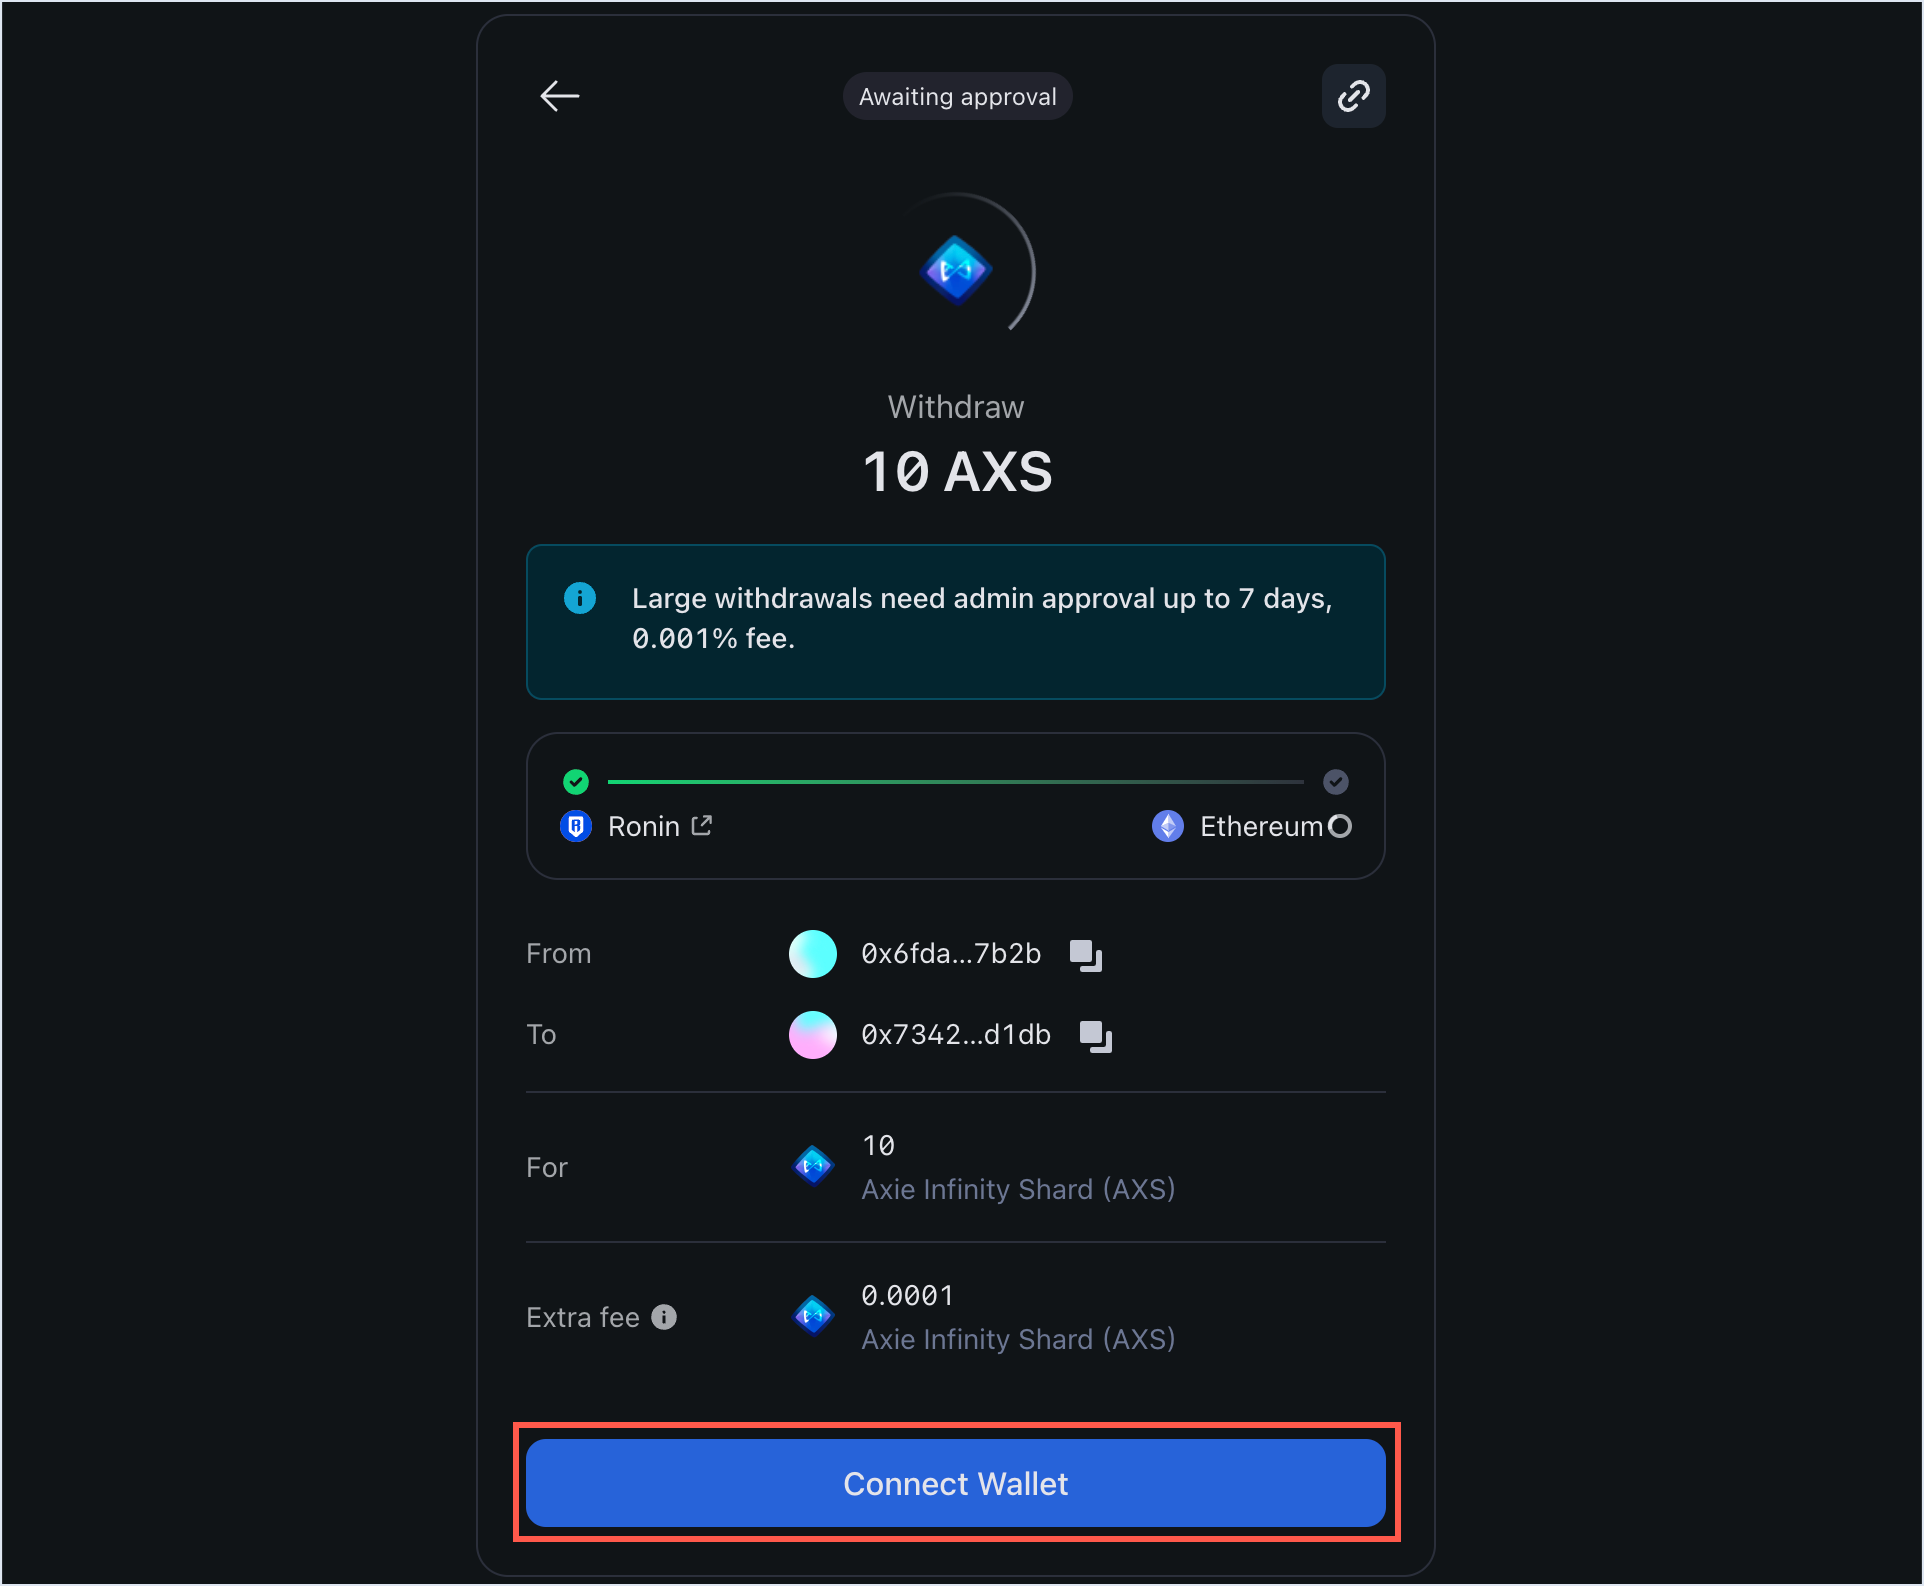 Awaiting approval
Withdraw
10 AXS
Large withdrawals need admin approval up to 7 days,
0.001% fee.
Ronin
Ethereum
From
0x6fda...7b2b
To
0x7342...d1db
For
10
Axie Infinity Shard (AXS)
Extra fee
0.0001
Axie Infinity Shard (AXS)
Connect Wallet